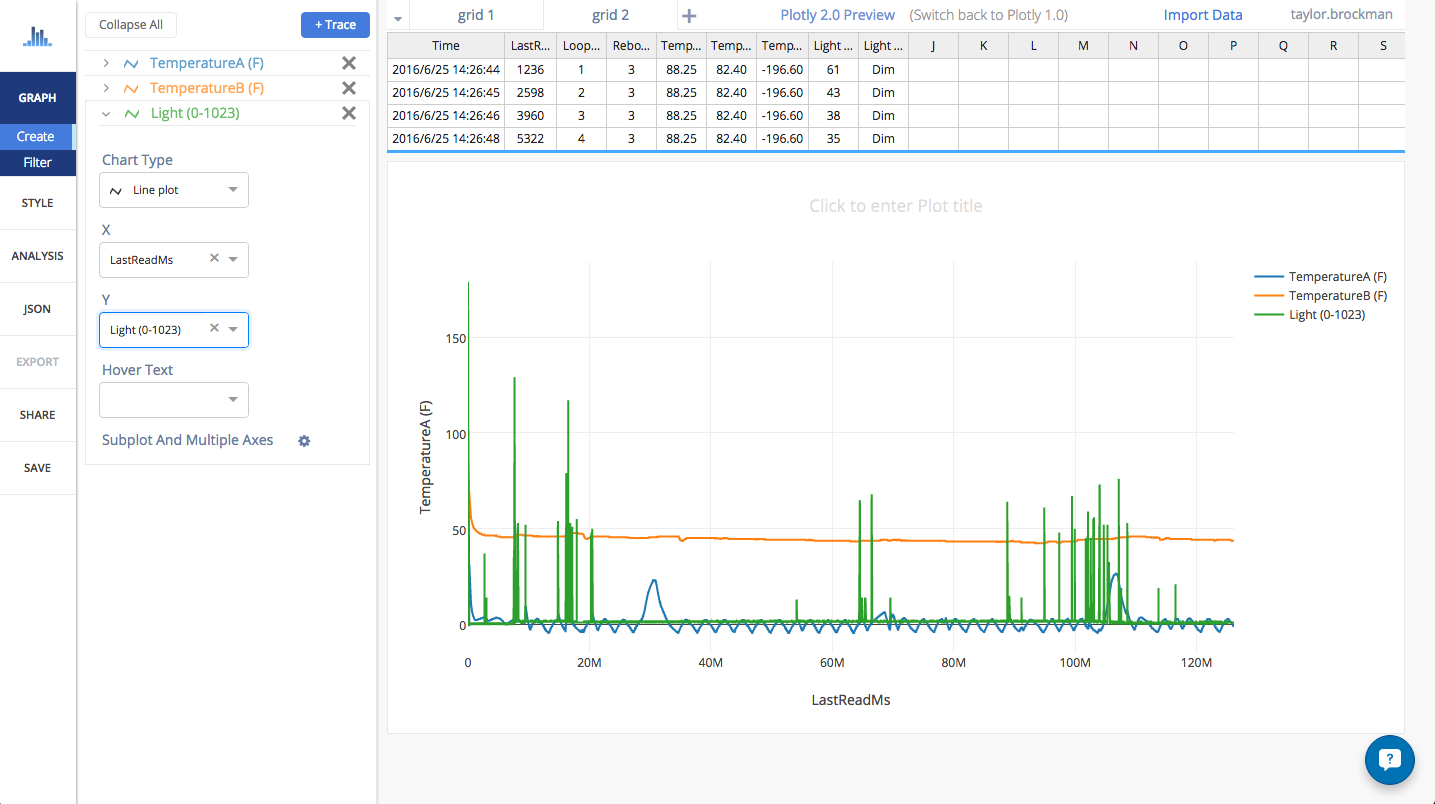 Collapse All
+ Trace
TemperatureA (F)
TemperatureB (F)
Light (0-1023)
GRAPH
Create
Filter
STYLE
ANALYSIS
JSON
EXPORT
SHARE
SAVE
Chart Type
Line plot
X
LastReadMs
Y
Light (0-1023)
Hover Text
Subplot And Multiple Axes
grid 1 grid 2 + Plotly 2.0 Preview (Switch back to Plotly 1.0) Import Data taylor.brockman
Time LastR... Loop... Rebo... Temp... Temp... Temp... Light ... Light ... J K L M N O P Q R S
2016/6/25 14:26:44 1236 1 3 88.25 82.40 -196.60 61 Dim
2016/6/25 14:26:45 2598 2 3 88.25 82.40 -196.60 43 Dim
2016/6/25 14:26:46 3960 3 3 88.25 82.40 -196.60 38 Dim
2016/6/25 14:26:48 5322 4 3 88.25 82.40 -196.60 35 Dim
Click to enter Plot title
TemperatureA (F)
TemperatureB (F)
Light (0-1023)
150
100
50
0
TemperatureA (F)
0 20M 40M 60M 80M 100M 120M
LastReadMs
?